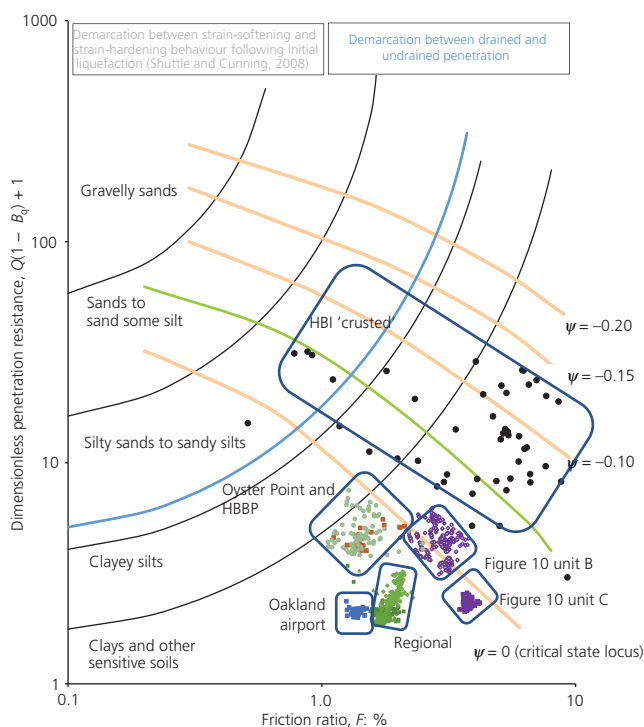 1000
Demarcation between strain-softening and
strain-hardening behaviour following initial
liquefaction (Shuttle and Cunning, 2008)
Demarcation between drained and
undrained penetration
Gravelly sands
100
Sands to
sand some silt
HBI ‘crusted’
ψ = –0.20
ψ = –0.15
Silty sands to sandy silts
ψ = –0.10
10
Oyster Point and
HBBP
Clayey silts
Figure 10 unit B
Figure 10 unit C
Oakland
airport
Regional
Clays and other
sensitive soils
ψ = 0 (critical state locus)
1
0.1
1.0
10
Friction ratio, F: %
Dimensionless penetration resistance, Q(1 – Bq) + 1